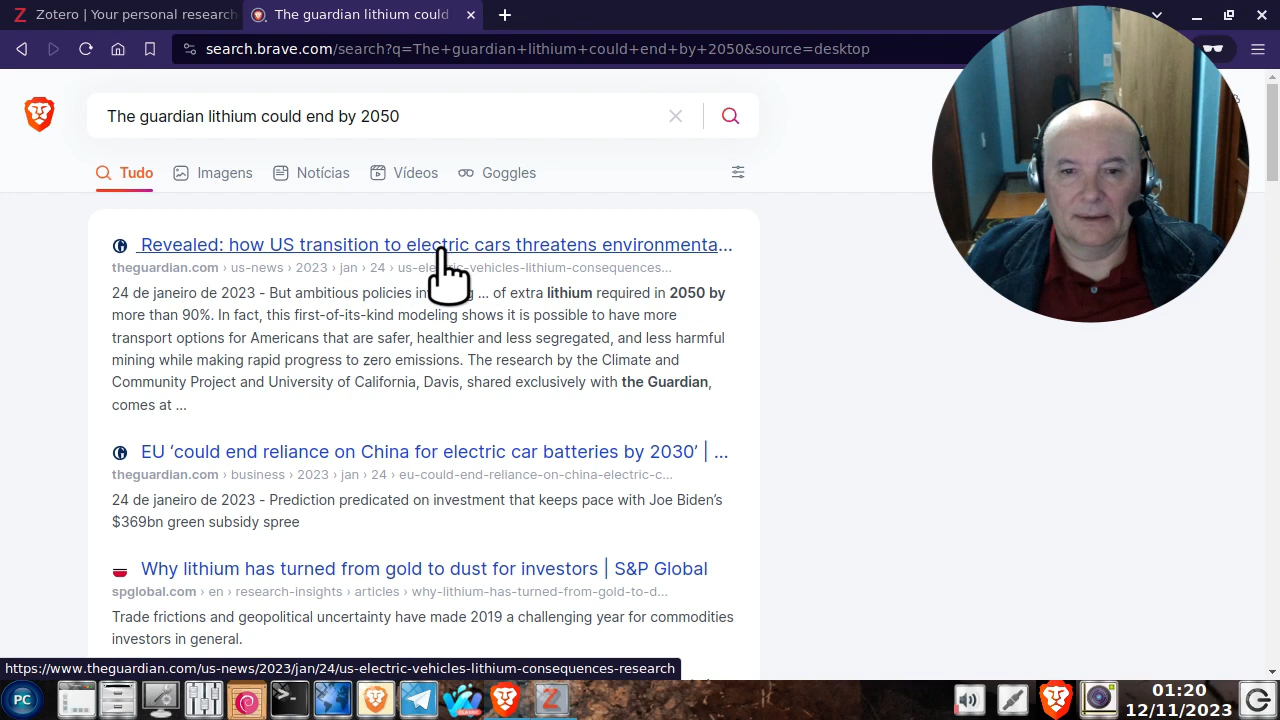 Zotero | Your personal research
The guardian lithium could
search.brave.com/search?q=The+guardian+lithium+could+end+by+2050&source=desktop
The guardian lithium could end by 2050
Tudo
Imagens
Notícias
Vídeos
Goggles
Revealed: how US transition to electric cars threatens environmenta...
theguardian.com › us-news › 2023 › jan › 24 › us-electric-vehicles-lithium-consequences...
24 de janeiro de 2023 - But ambitious policies ... of extra lithium required in 2050 by
more than 90%. In fact, this first-of-its-kind modeling shows it is possible to have more
transport options for Americans that are safer, healthier and less segregated, and less harmful
mining while making rapid progress to zero emissions. The research by the Climate and
Community Project and University of California, Davis, shared exclusively with the Guardian,
comes at ...
EU ‘could end reliance on China for electric car batteries by 2030’ | ...
theguardian.com › business › 2023 › jan › 24 › eu-could-end-reliance-on-china-electric-c...
24 de janeiro de 2023 - Prediction predicated on investment that keeps pace with Joe Biden’s
$369bn green subsidy spree
Why lithium has turned from gold to dust for investors | S&P Global
spglobal.com › en › research-insights › articles › why-lithium-has-turned-from-gold-to-d...
Trade frictions and geopolitical uncertainty have made 2019 a challenging year for commodities
investors in general.
https://www.theguardian.com/us-news/2023/jan/24/us-electric-vehicles-lithium-consequences-research
PC
CLASSIC
01:20
12/11/2023